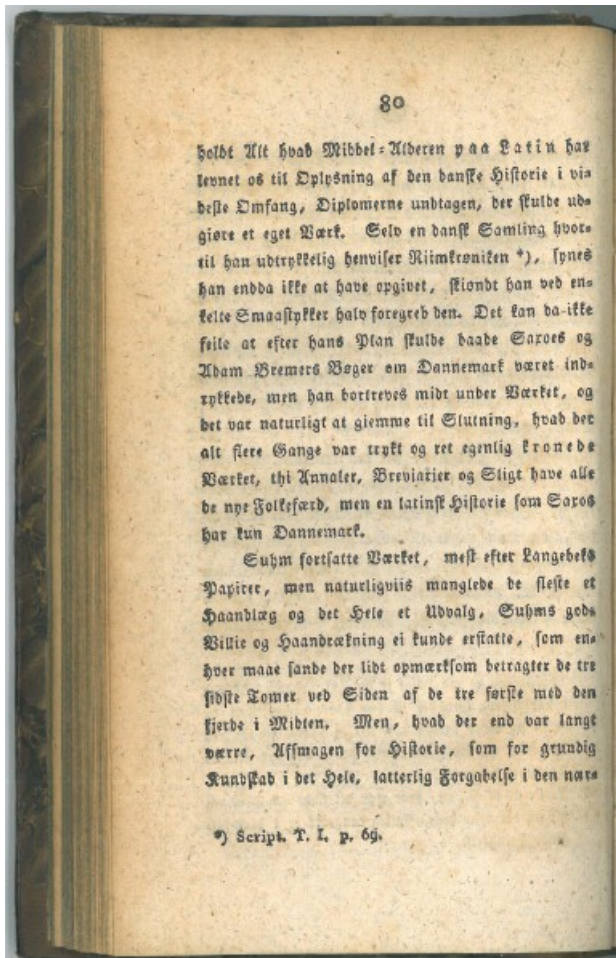 80
holdt Alt hvad Middel-Alderen paa Latin har
levnet os til Oplysning af den danske Historie i vi-
deste Omfang, Diplomerne undtagen, der skulde ud-
giøre et eget Værk. Selv en dansk Samling hvor-
til han udtrykkelig henviser Riimkrøniken *), synes
han endda ikke at have opgivet, skiøndt han ved en-
kelte Smaastykker halv foregreb den. Det kan da ikke
feile at efter hans Plan skulde baade Saxoes og
Adam Bremers Bøger om Dannemark været ind-
rykkede, men han bortreves midt under Værket, og
det var naturligt at giemme til Slutning, hvad der
alt flere Gange var trykt og ret egenlig kronede
Værket, thi Annaler, Breviarier og Sligt have alle
de nye Folkefærd, men en latinsk Historie som Saxos
har kun Dannemark.
Suhm fortsatte Værket, mest efter Langebeks
Papirer, men naturligviis manglede de fleste et
Haandlæg og det Hele et Udvalg, Suhms gode
Villie og Haandrækning ei kunde erstatte, som en-
hver maae sande der lidt opmærksom betragter de tre
sidste Tomer ved Siden af de tre første med den
fjerde i Midten. Men, hvad der end var langt
værre, Afsmagen for Historie, som for grundig
Kundskab i det Hele, latterlig Forgabelse i den nær-
*) Script. T. I. p. 69.